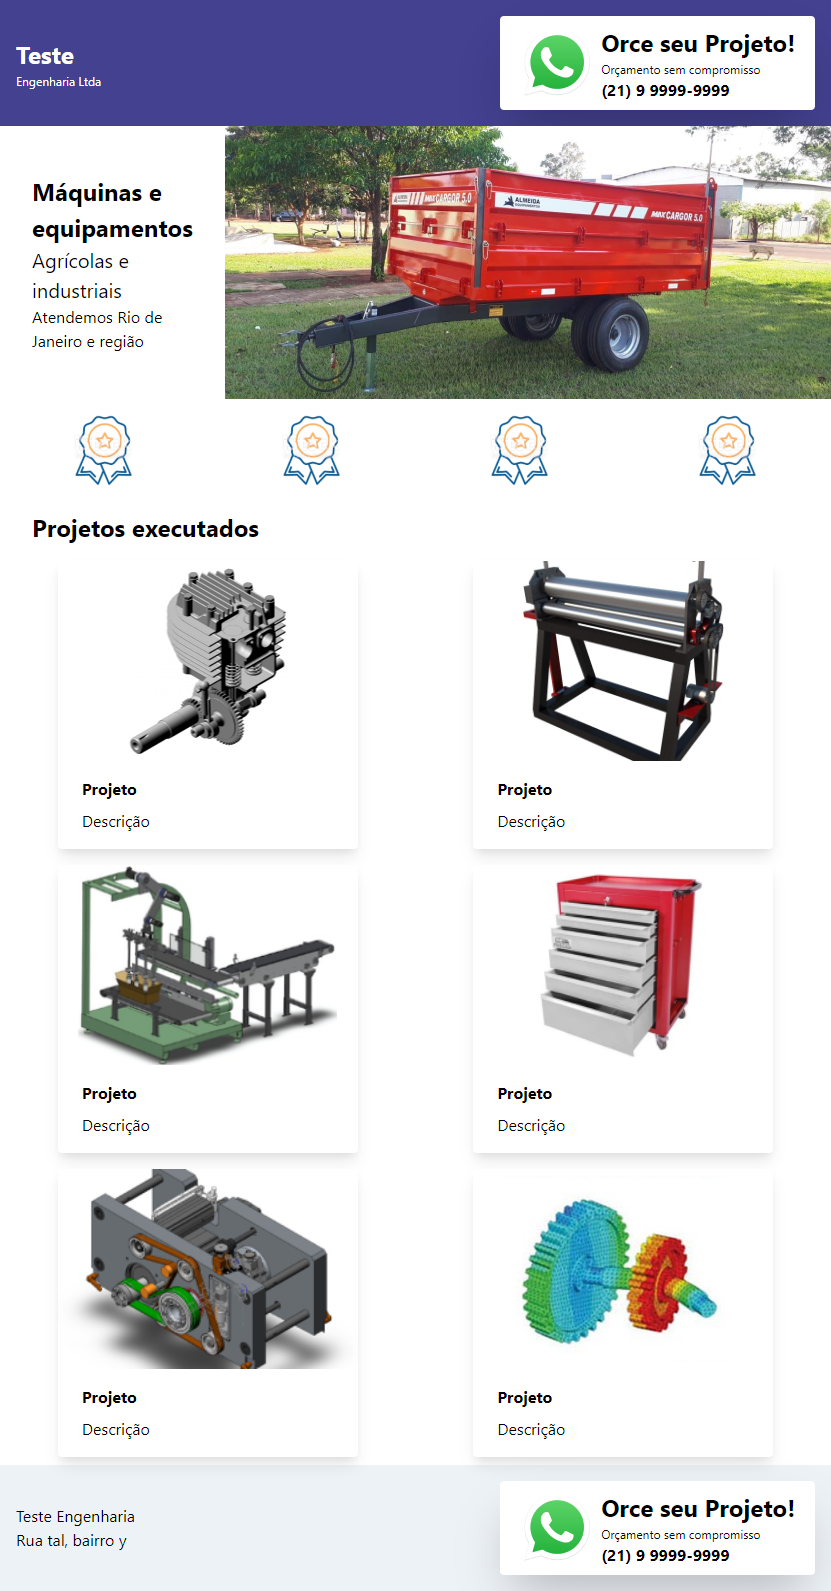 Teste
Engenharia Ltda
Orce seu Projeto!
Orçamento sem compromisso
(21) 9 9999-9999
Máquinas e
equipamentos
Agrícolas e
industriais
Atendemos Rio de
Janeiro e região
MAX CARGOR 5.0
ALMEIDA
EQUIPAMENTOS
MAX CARGOR 5.0
Projetos executados
Projeto
Descrição
Projeto
Descrição
Projeto
Descrição
Projeto
Descrição
Projeto
Descrição
Projeto
Descrição
Teste Engenharia
Rua tal, bairro y
Orce seu Projeto!
Orçamento sem compromisso
(21) 9 9999-9999